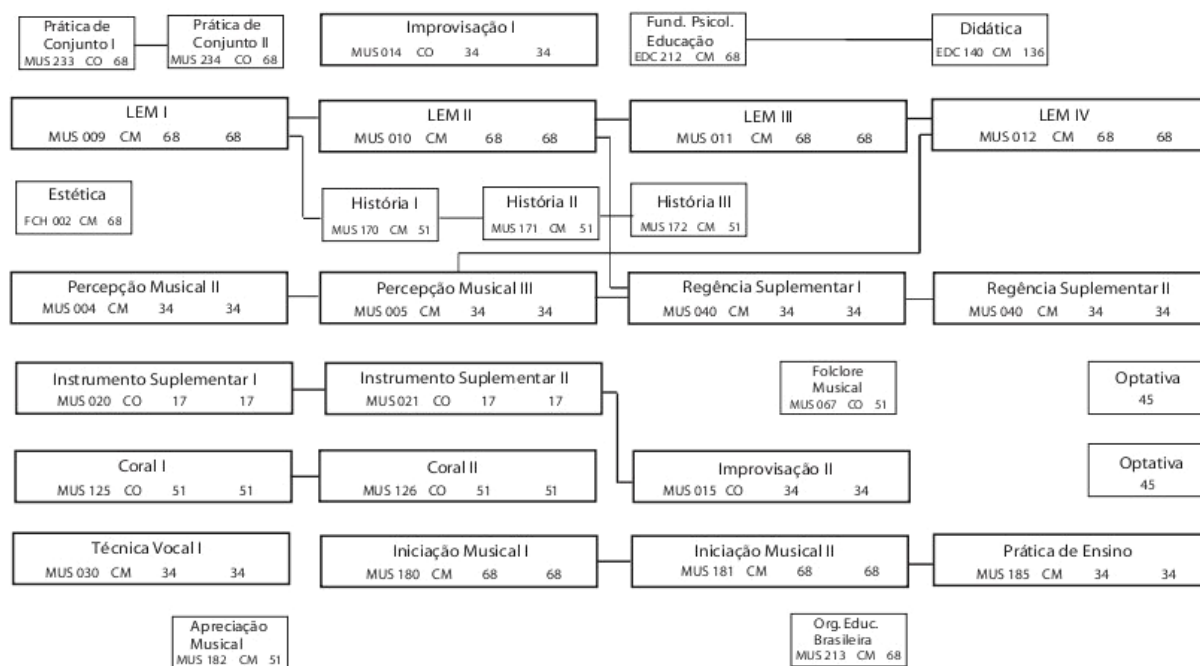 Prática de
Conjunto I
MUS 233 CO 68
Prática de
Conjunto II
MUS 234 CO 68
Improvisação I
MUS 014 CO 34 34
Fund. Psicol.
Educação
EDC 212 CM 68
Didática
EDC 140 CM 136
LEM I
MUS 009 CM 68 68
LEM II
MUS 010 CM 68 68
LEM III
MUS 011 CM 68 68
LEM IV
MUS 012 CM 68 68
Estética
FCH 002 CM 68
História I
MUS 170 CM 51
História II
MUS 171 CM 51
História III
MUS 172 CM 51
Percepção Musical II
MUS 004 CM 34 34
Percepção Musical III
MUS 005 CM 34 34
Regência Suplementar I
MUS 040 CM 34 34
Regência Suplementar II
MUS 040 CM 34 34
Instrumento Suplementar I
MUS 020 CO 17 17
Instrumento Suplementar II
MUS 021 CO 17 17
Folclore
Musical
MUS 067 CO 51
Optativa
45
Coral I
MUS 125 CO 51 51
Coral II
MUS 126 CO 51 51
Improvisação II
MUS 015 CO 34 34
Optativa
45
Técnica Vocal I
MUS 030 CM 34 34
Iniciação Musical I
MUS 180 CM 68 68
Iniciação Musical II
MUS 181 CM 68 68
Prática de Ensino
MUS 185 CM 34 34
Apreciação
Musical
MUS 182 CM 51
Org. Educ.
Brasileira
MUS 213 CM 68